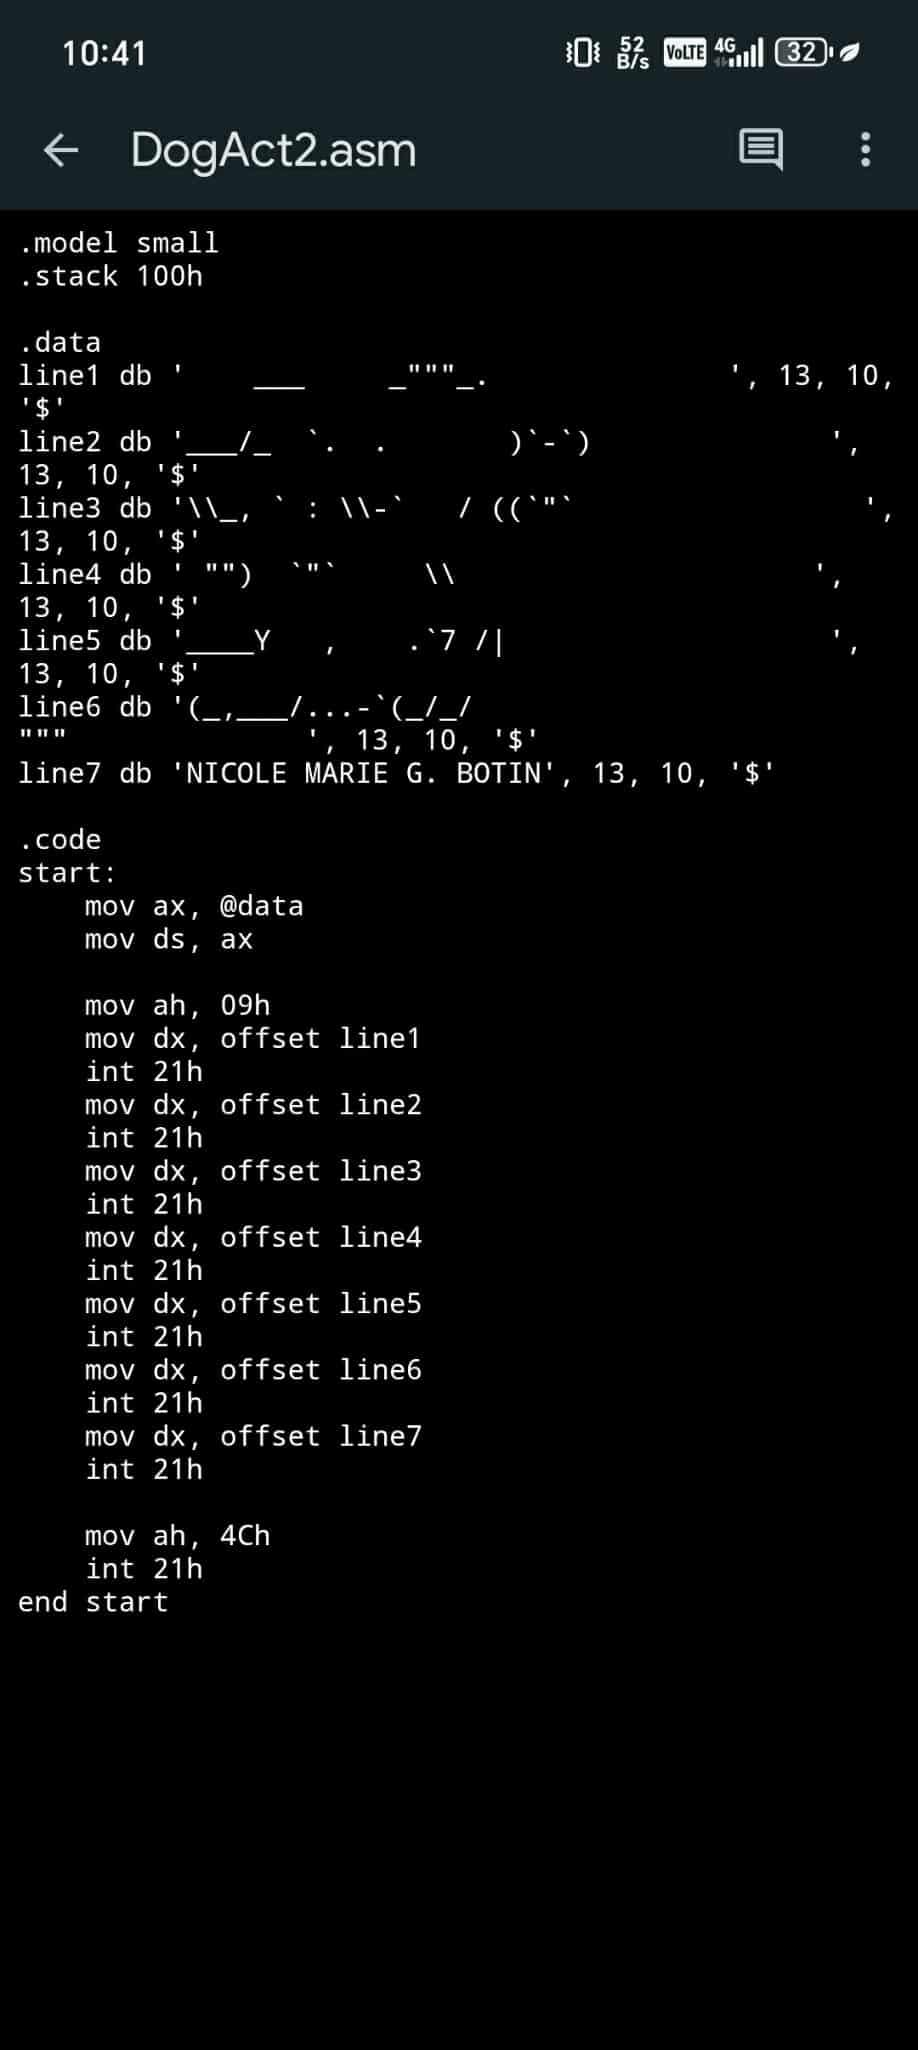 10:41
52 B/s VoLTE 4G 32
DogAct2.asm
.model small
.stack 100h

.data
line1 db '    ___     _"""_.               ', 13, 10,
'$'
line2 db '___/_  `.  .       )`-`)               ',
13, 10, '$'
line3 db '\\_, ` : \\-`   / ((`"`                  ',
13, 10, '$'
line4 db ' "")  `"`     \\                      ',
13, 10, '$'
line5 db '____Y   ,    .`7 /|                    ',
13, 10, '$'
line6 db '(_,___/...-`(_/_/
"""               ', 13, 10, '$'
line7 db 'NICOLE MARIE G. BOTIN', 13, 10, '$'

.code
start:
    mov ax, @data
    mov ds, ax

    mov ah, 09h
    mov dx, offset line1
    int 21h
    mov dx, offset line2
    int 21h
    mov dx, offset line3
    int 21h
    mov dx, offset line4
    int 21h
    mov dx, offset line5
    int 21h
    mov dx, offset line6
    int 21h
    mov dx, offset line7
    int 21h

    mov ah, 4Ch
    int 21h
end start